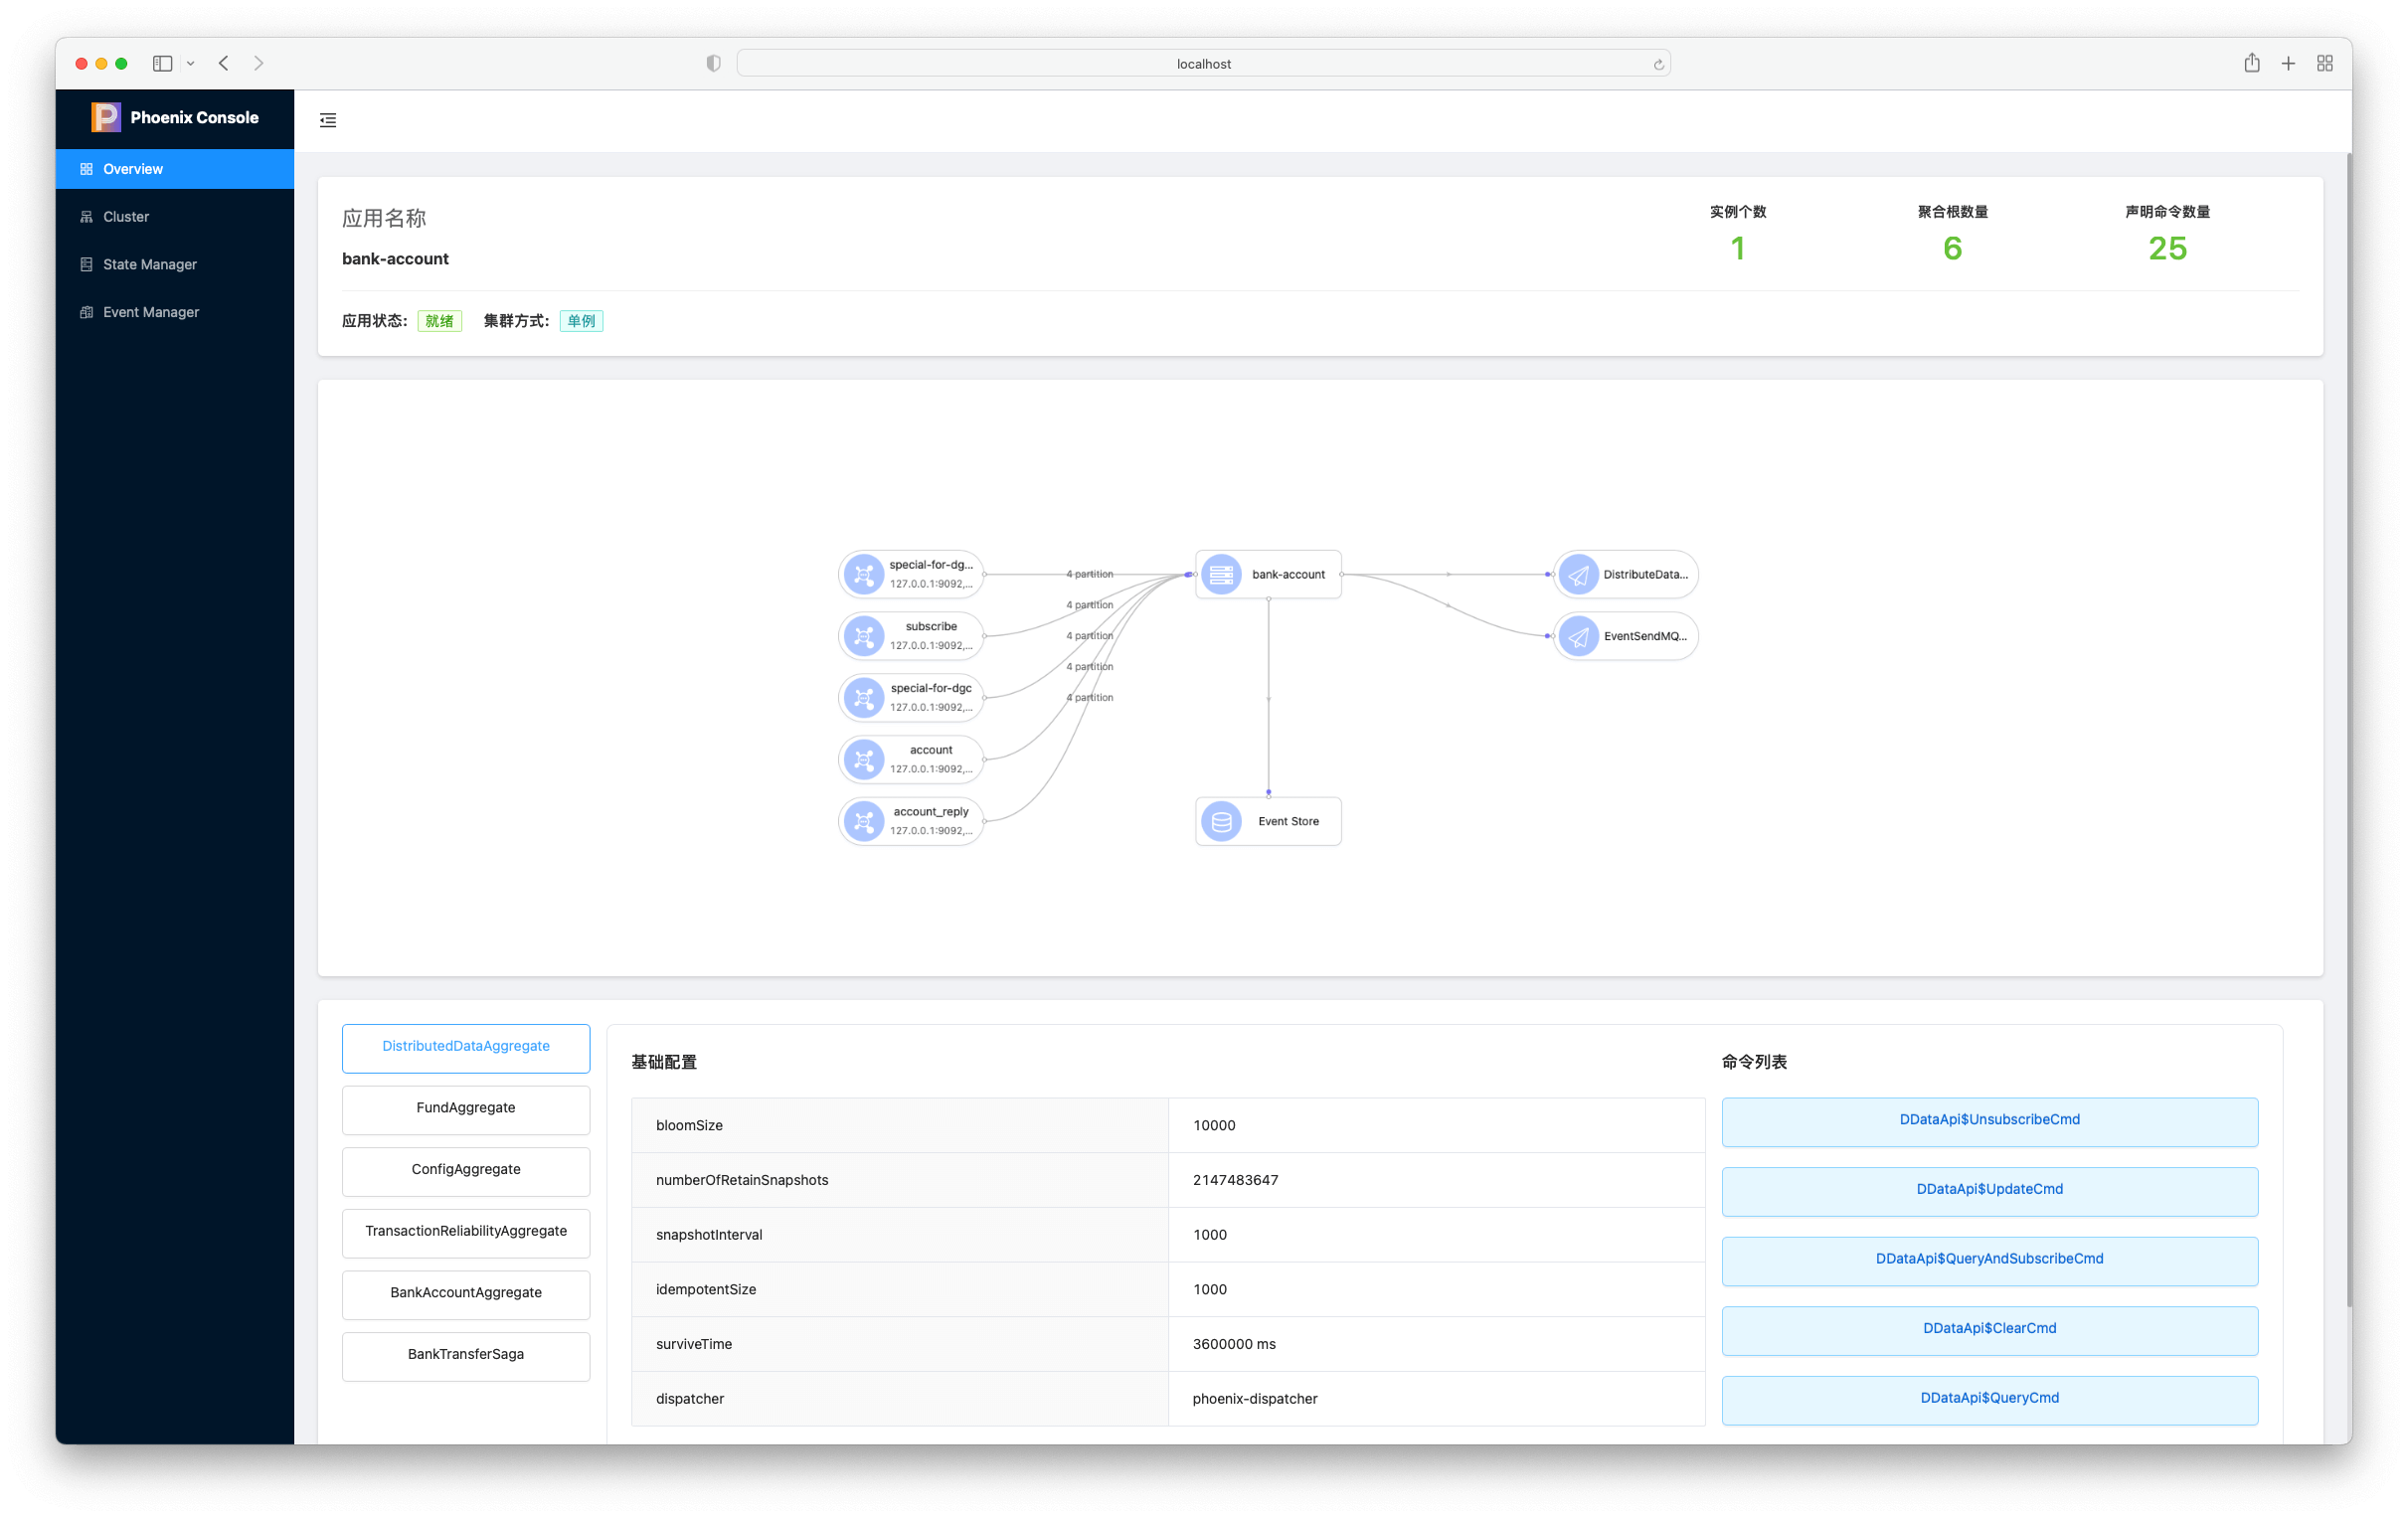 localhost
Phoenix Console
Overview
Cluster
State Manager
Event Manager
应用名称
bank-account
实例个数
1
聚合根数量
6
声明命令数量
25
应用状态: 就绪 集群方式: 单例
special-for-dg...
127.0.0.1:9092,...
subscribe
127.0.0.1:9092,...
special-for-dgc
127.0.0.1:9092,...
account
127.0.0.1:9092,...
account_reply
127.0.0.1:9092,...
4 partition
4 partition
4 partition
4 partition
4 partition
bank-account
Event Store
DistributeData...
EventSendMQ...
DistributedDataAggregate
FundAggregate
ConfigAggregate
TransactionReliabilityAggregate
BankAccountAggregate
BankTransferSaga
基础配置
bloomSize 10000
numberOfRetainSnapshots 2147483647
snapshotInterval 1000
idempotentSize 1000
surviveTime 3600000 ms
dispatcher phoenix-dispatcher
命令列表
DDataApi$UnsubscribeCmd
DDataApi$UpdateCmd
DDataApi$QueryAndSubscribeCmd
DDataApi$ClearCmd
DDataApi$QueryCmd